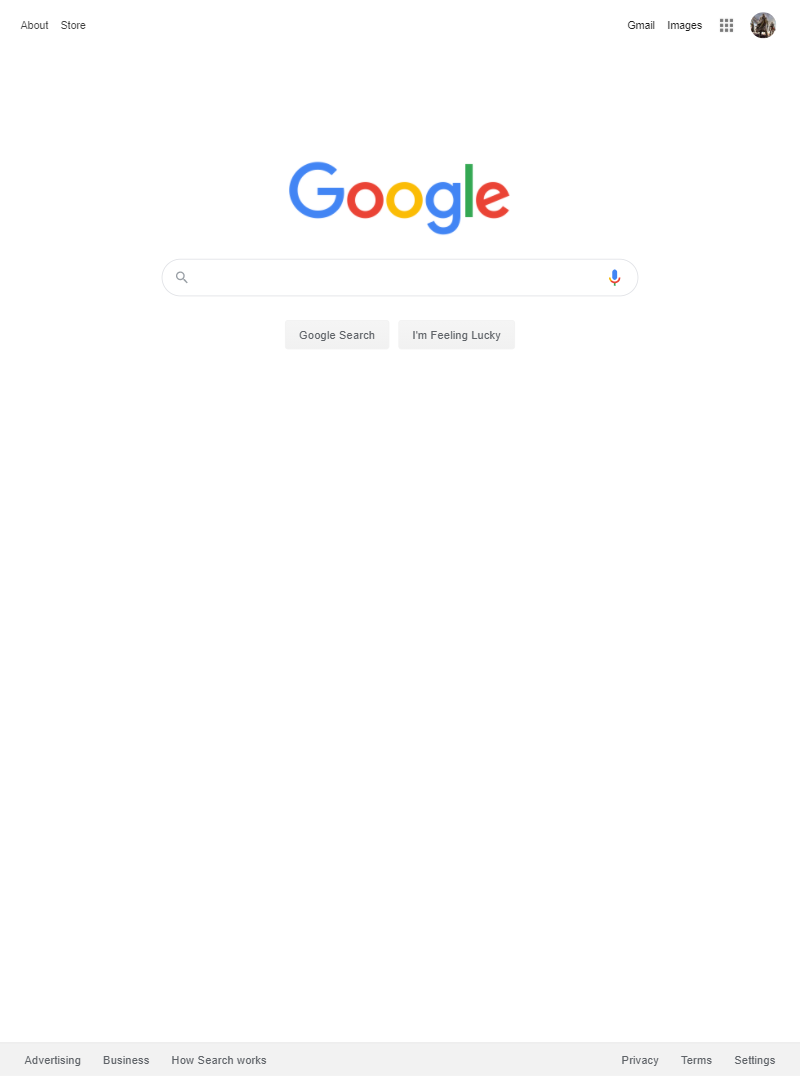 About Store Gmail Images
Google
Google Search I'm Feeling Lucky
Advertising Business How Search works Privacy Terms Settings